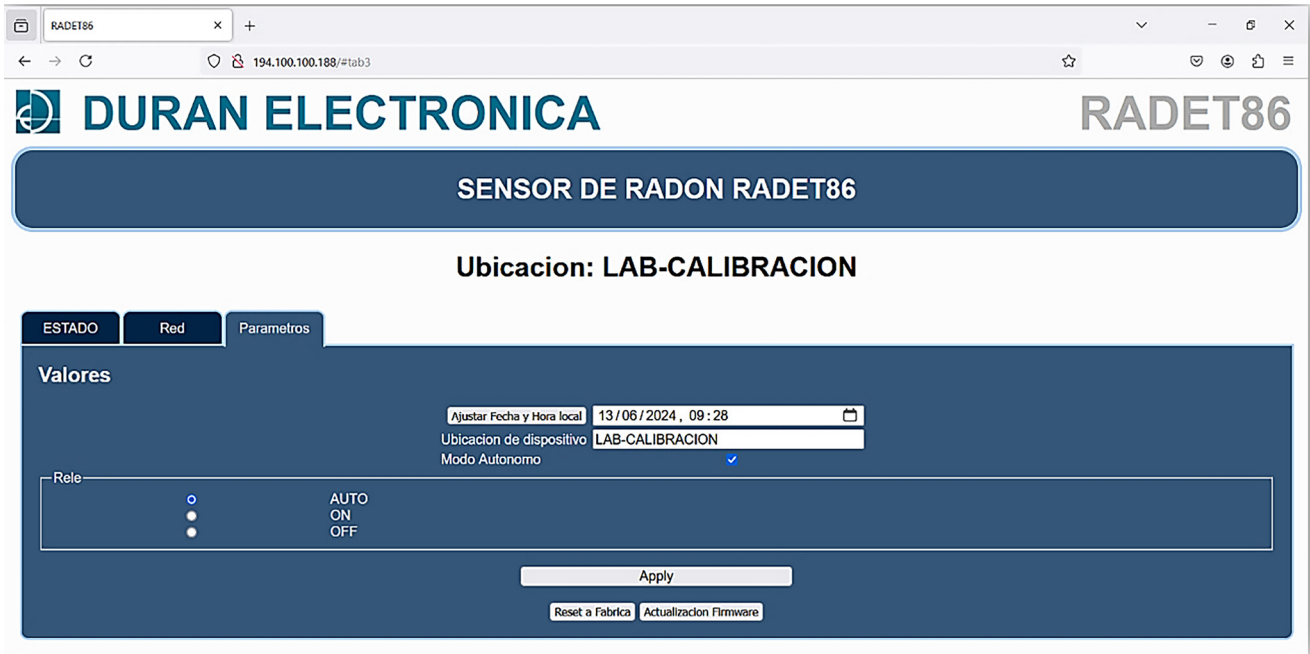 RADET86
194.100.100.188/#tab3
DURAN ELECTRONICA
RADET86
SENSOR DE RADON RADET86
Ubicacion: LAB-CALIBRACION
ESTADO Red Parametros
Valores
Ajustar Fecha y Hora local 13/06/2024, 09:28
Ubicacion de dispositivo LAB-CALIBRACION
Modo Autonomo
Rele
AUTO
ON
OFF
Apply
Reset a Fabrica Actualizacion Firmware